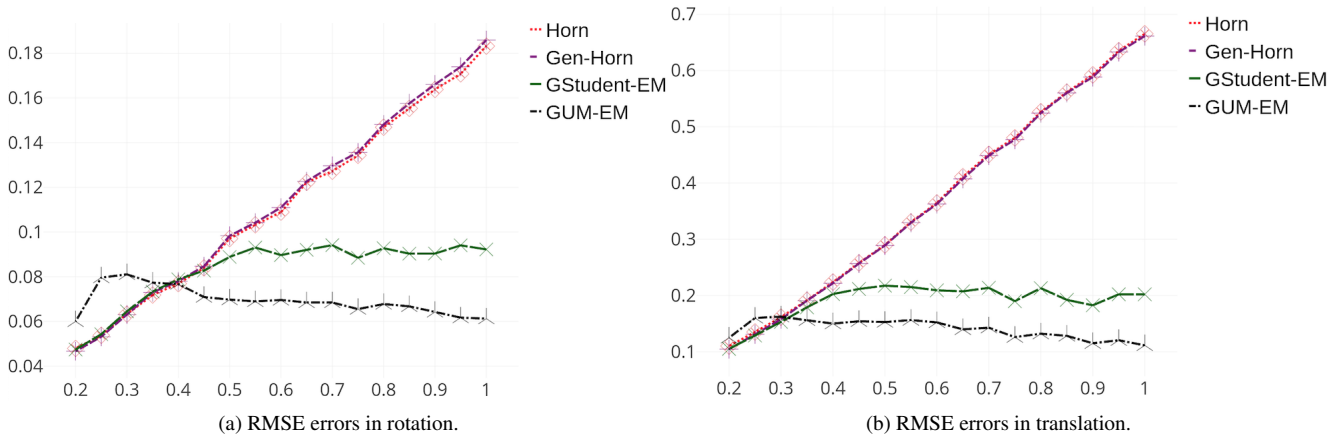 0.18
0.16
0.14
0.12
0.1
0.08
0.06
0.04
0.2 0.3 0.4 0.5 0.6 0.7 0.8 0.9 1
Horn
Gen-Horn
GStudent-EM
GUM-EM
(a) RMSE errors in rotation.
0.7
0.6
0.5
0.4
0.3
0.2
0.1
0.2 0.3 0.4 0.5 0.6 0.7 0.8 0.9 1
Horn
Gen-Horn
GStudent-EM
GUM-EM
(b) RMSE errors in translation.